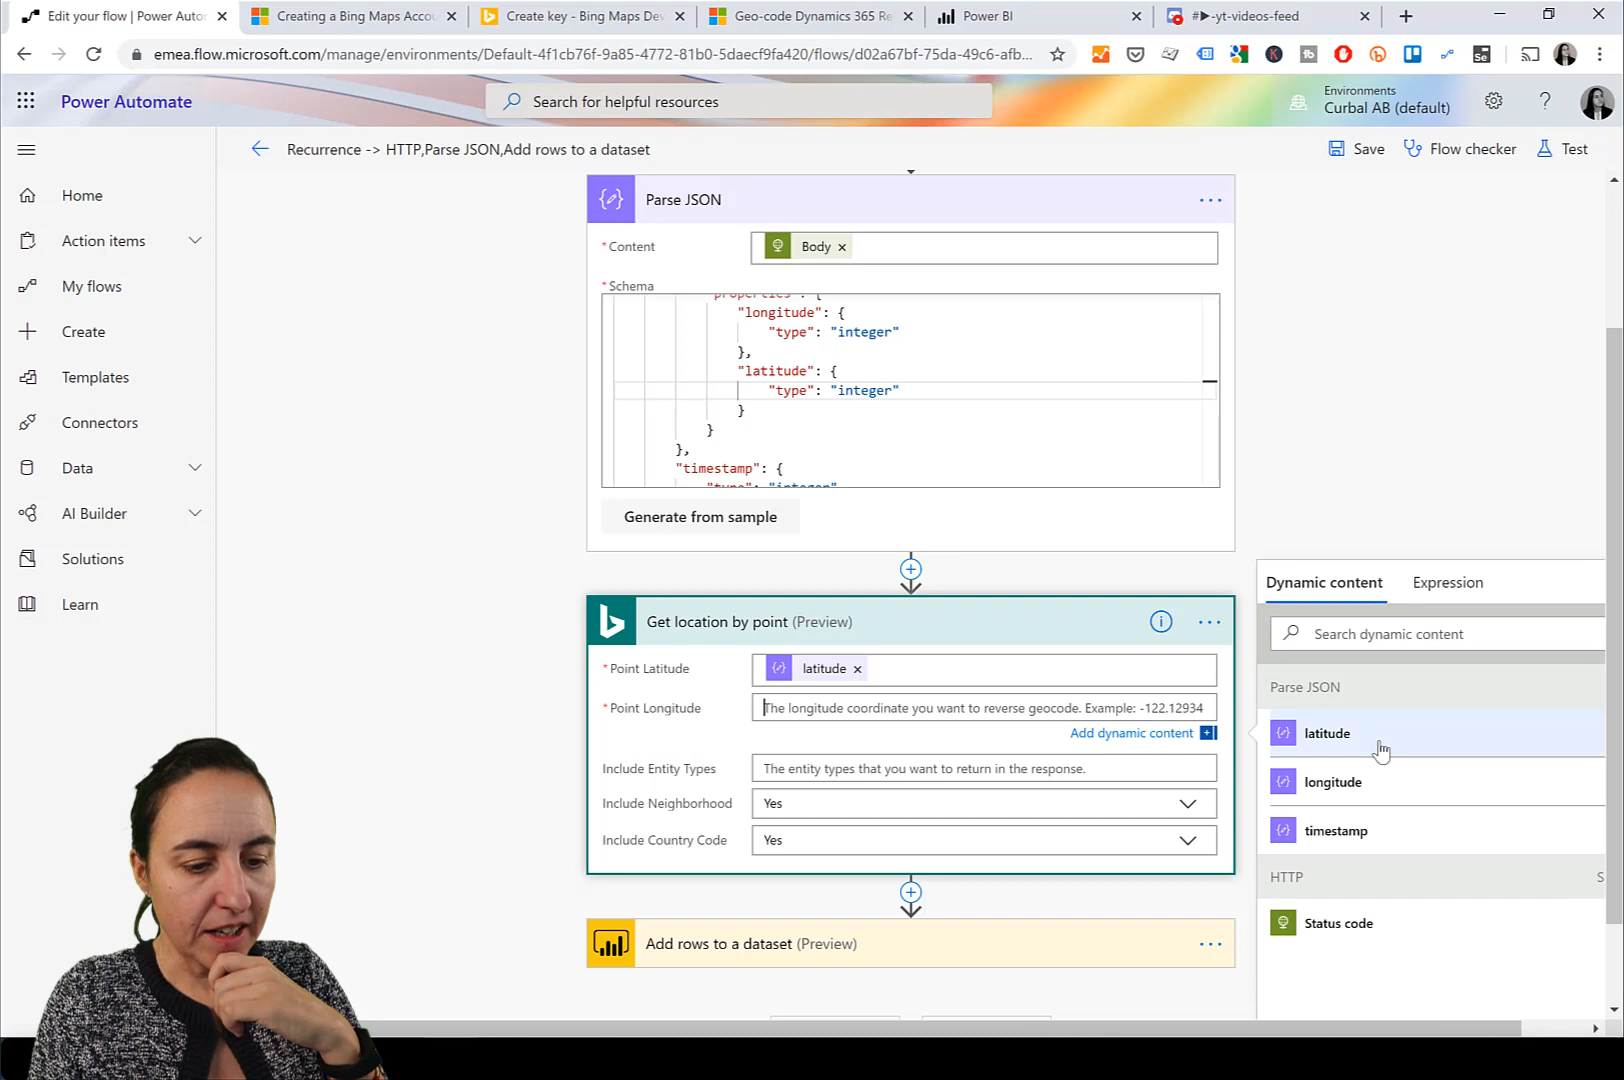 Edit your flow | Power Autom
Creating a Bing Maps Accou
Create key - Bing Maps Dev
Geo-code Dynamics 365 Re
Power BI
#▶-yt-videos-feed
emea.flow.microsoft.com/manage/environments/Default-4f1cb76f-9a85-4772-81b0-5daecf9fa420/flows/d02a67bf-75da-49c6-afb...
Power Automate
Search for helpful resources
Environments
Curbal AB (default)
Recurrence -> HTTP,Parse JSON,Add rows to a dataset
Save
Flow checker
Test
Home
Action items
My flows
Create
Templates
Connectors
Data
AI Builder
Solutions
Learn
Parse JSON
* Content
Body
* Schema
"properties": {
"longitude": {
"type": "integer"
},
"latitude": {
"type": "integer"
}
}
},
"timestamp": {
"type": "integer"
Generate from sample
Get location by point (Preview)
* Point Latitude
latitude
* Point Longitude
The longitude coordinate you want to reverse geocode. Example: -122.12934
Add dynamic content
Include Entity Types
The entity types that you want to return in the response.
Include Neighborhood
Yes
Include Country Code
Yes
Add rows to a dataset (Preview)
Dynamic content
Expression
Search dynamic content
Parse JSON
latitude
longitude
timestamp
HTTP
S
Status code